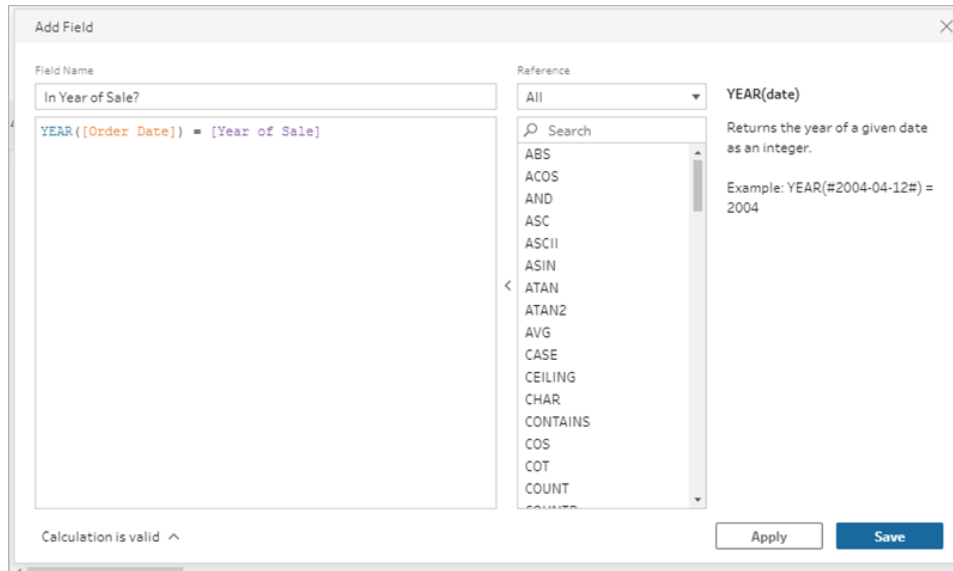 Add Field
Field Name
In Year of Sale?
YEAR([Order Date]) = [Year of Sale]
Reference
All
Search
ABS
ACOS
AND
ASC
ASCII
ASIN
ATAN
ATAN2
AVG
CASE
CEILING
CHAR
CONTAINS
COS
COT
COUNT
YEAR(date)
Returns the year of a given date
as an integer.
Example: YEAR(#2004-04-12#) =
2004
Calculation is valid
Apply
Save